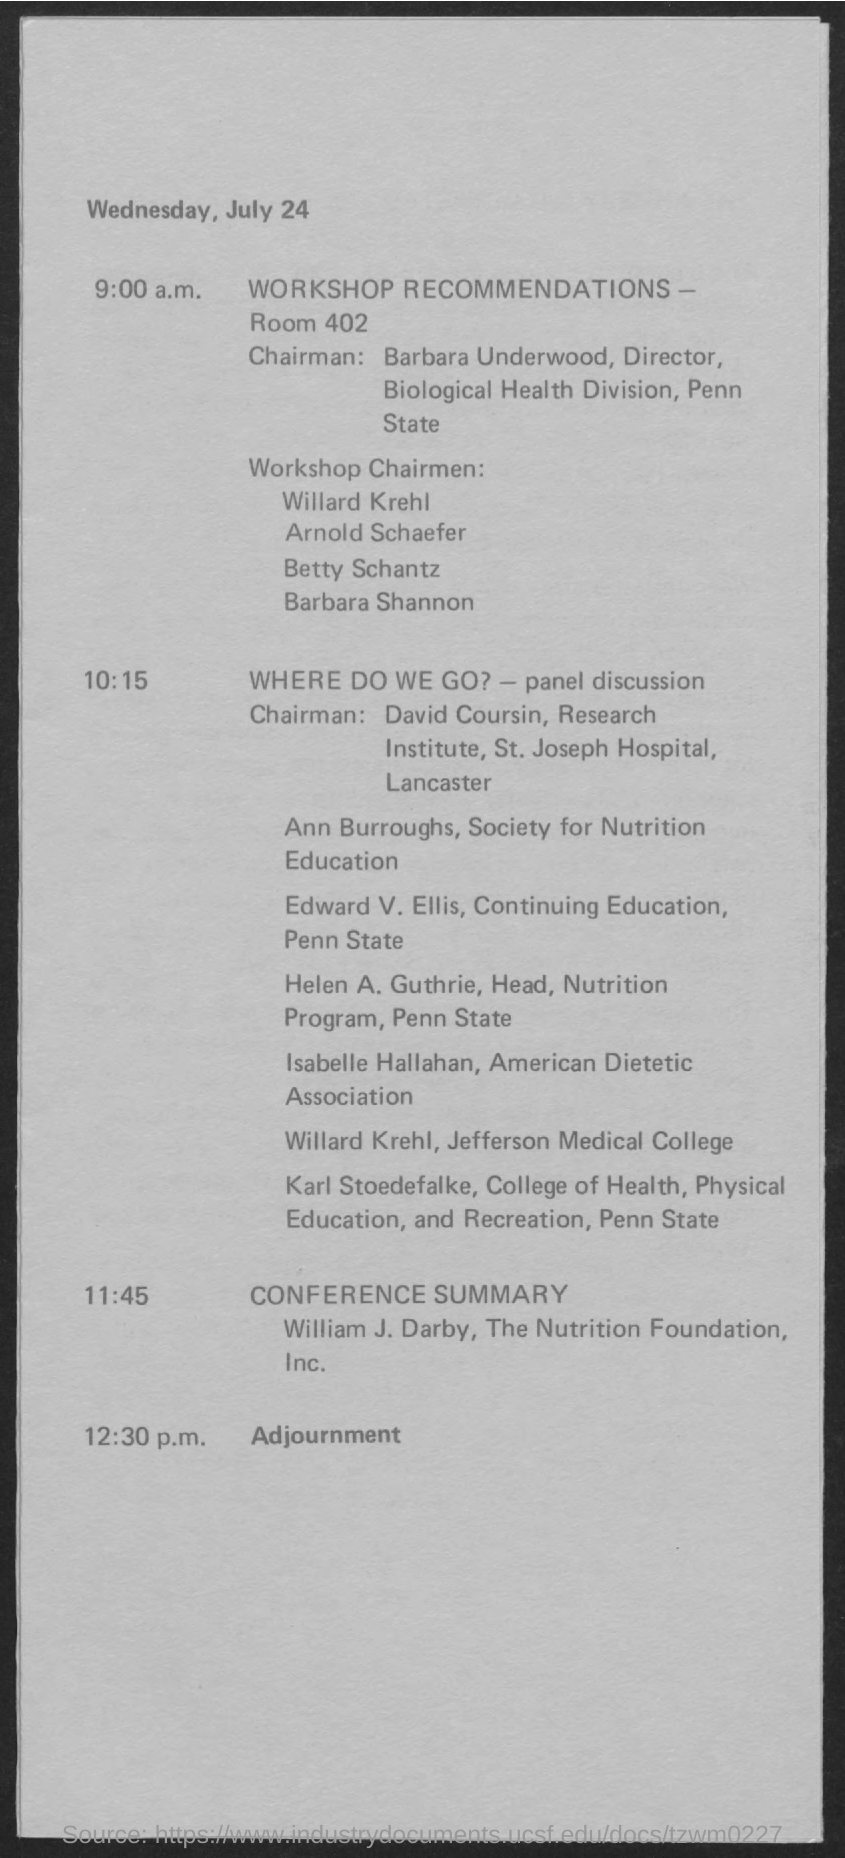 Wednesday, July 24
9:00 a.m. WORKSHOP RECOMMENDATIONS —
Room 402
Chairman: Barbara Underwood, Director,
Biological Health Division, Penn
State
Workshop Chairmen:
Willard Krehl
Arnold Schaefer
Betty Schantz
Barbara Shannon
10:15 WHERE DO WE GO? — panel discussion
Chairman: David Coursin, Research
Institute, St. Joseph Hospital,
Lancaster
Ann Burroughs, Society for Nutrition
Education
Edward V. Ellis, Continuing Education,
Penn State
Helen A. Guthrie, Head, Nutrition
Program, Penn State
Isabelle Hallahan, American Dietetic
Association
Willard Krehl, Jefferson Medical College
Karl Stoedefalke, College of Health, Physical
Education, and Recreation, Penn State
11:45 CONFERENCE SUMMARY
William J. Darby, The Nutrition Foundation,
Inc.
12:30 p.m. Adjournment
Source: https://www.industrydocuments.ucsf.edu/docs/tzwm0227